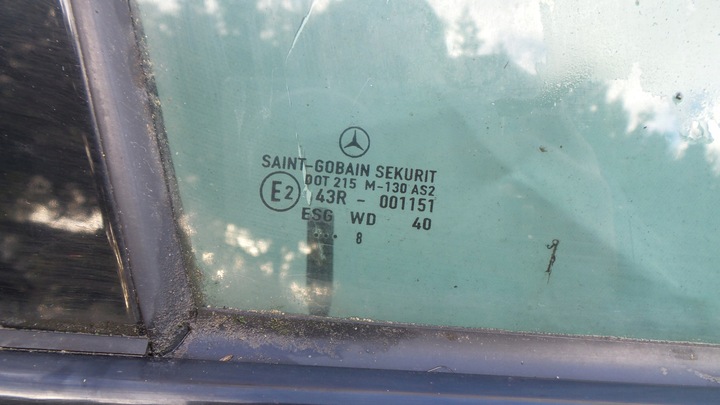 SAINT-GOBAIN SEKURIT
DOT 215 M-130 AS2
E2 43R - 001151
ESG WD 40
.... 8